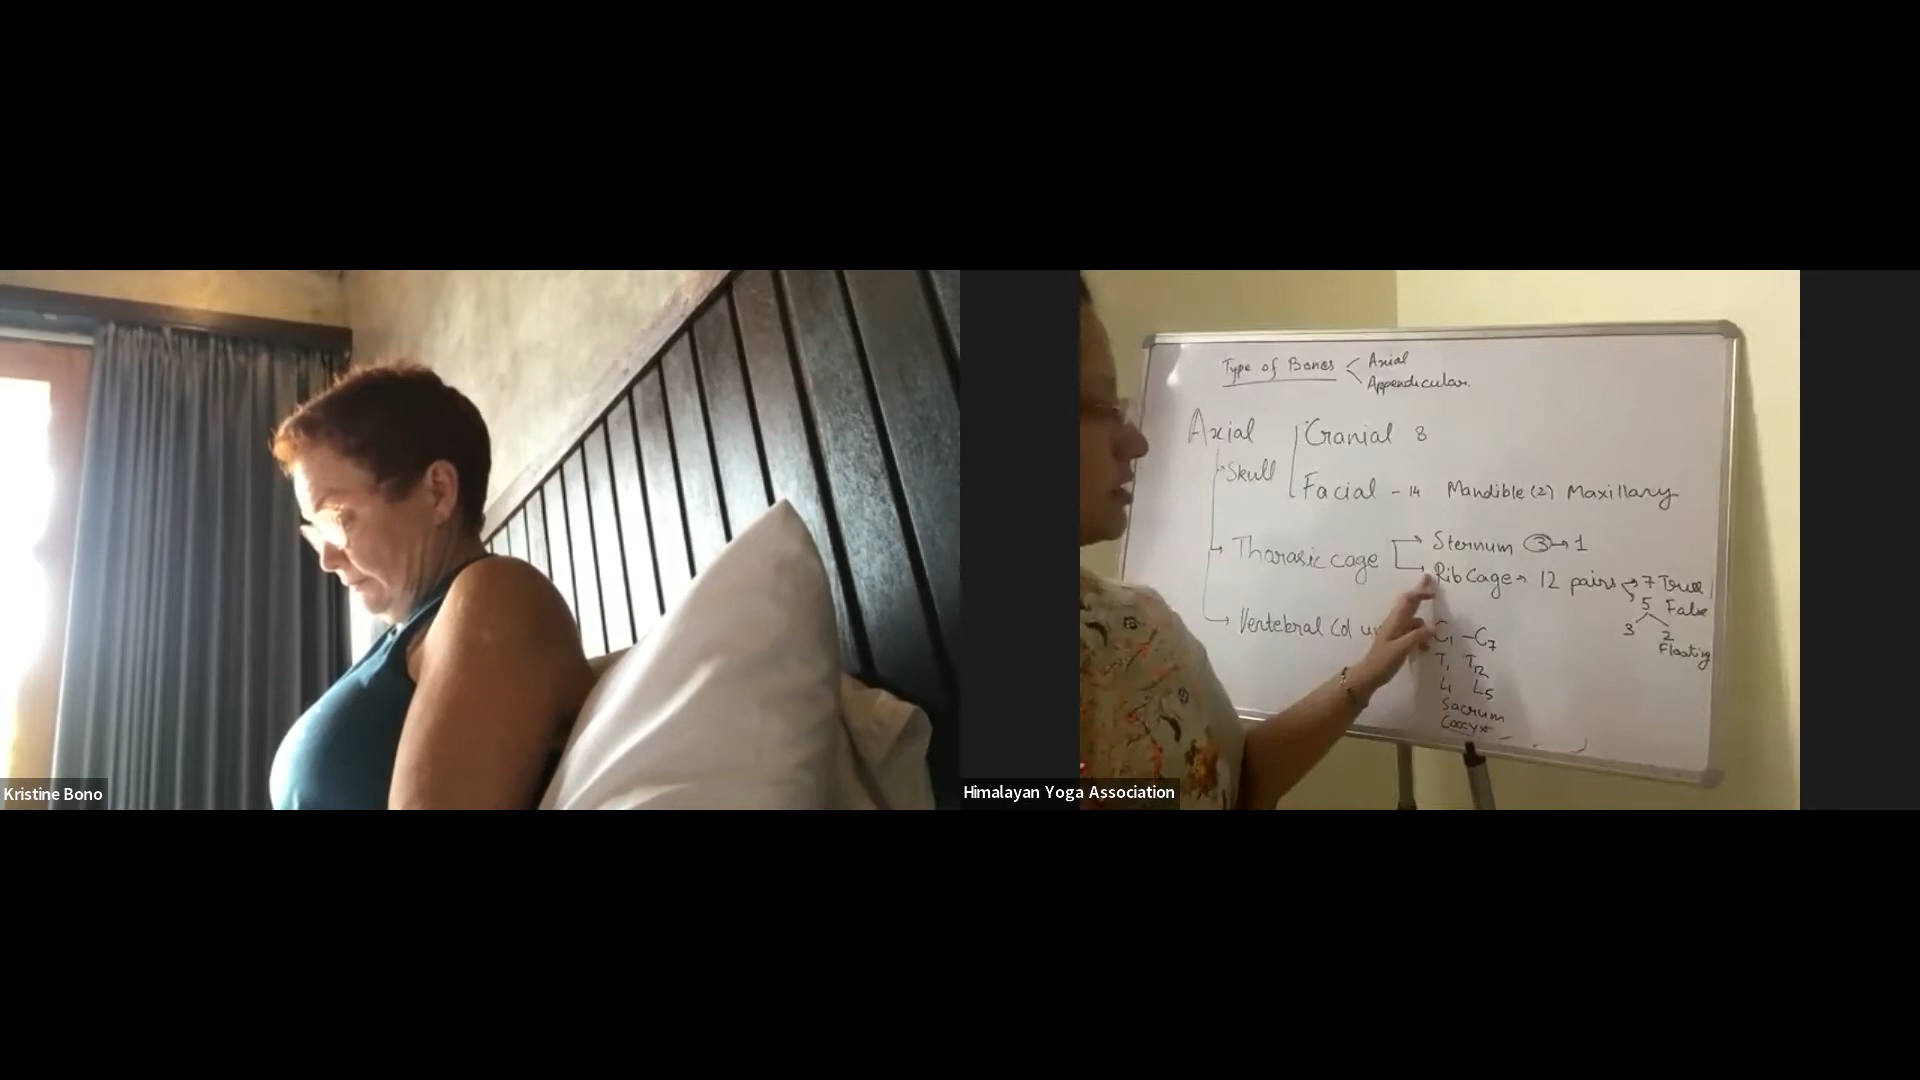 Type of Bones < Axial
Appendicular.
Axial
Cranial 8
Skull
Facial - 14 Mandible (2) Maxillary
Tharasic cage
Sternum 3 → 1
Rib Cage → 12 pairs → 7 True
5 False
3 2
Floating
Vertebral Col
C1 - C7
T1 T12
L1 L5
Sacrum
Coccyx
Kristine Bono
Himalayan Yoga Association